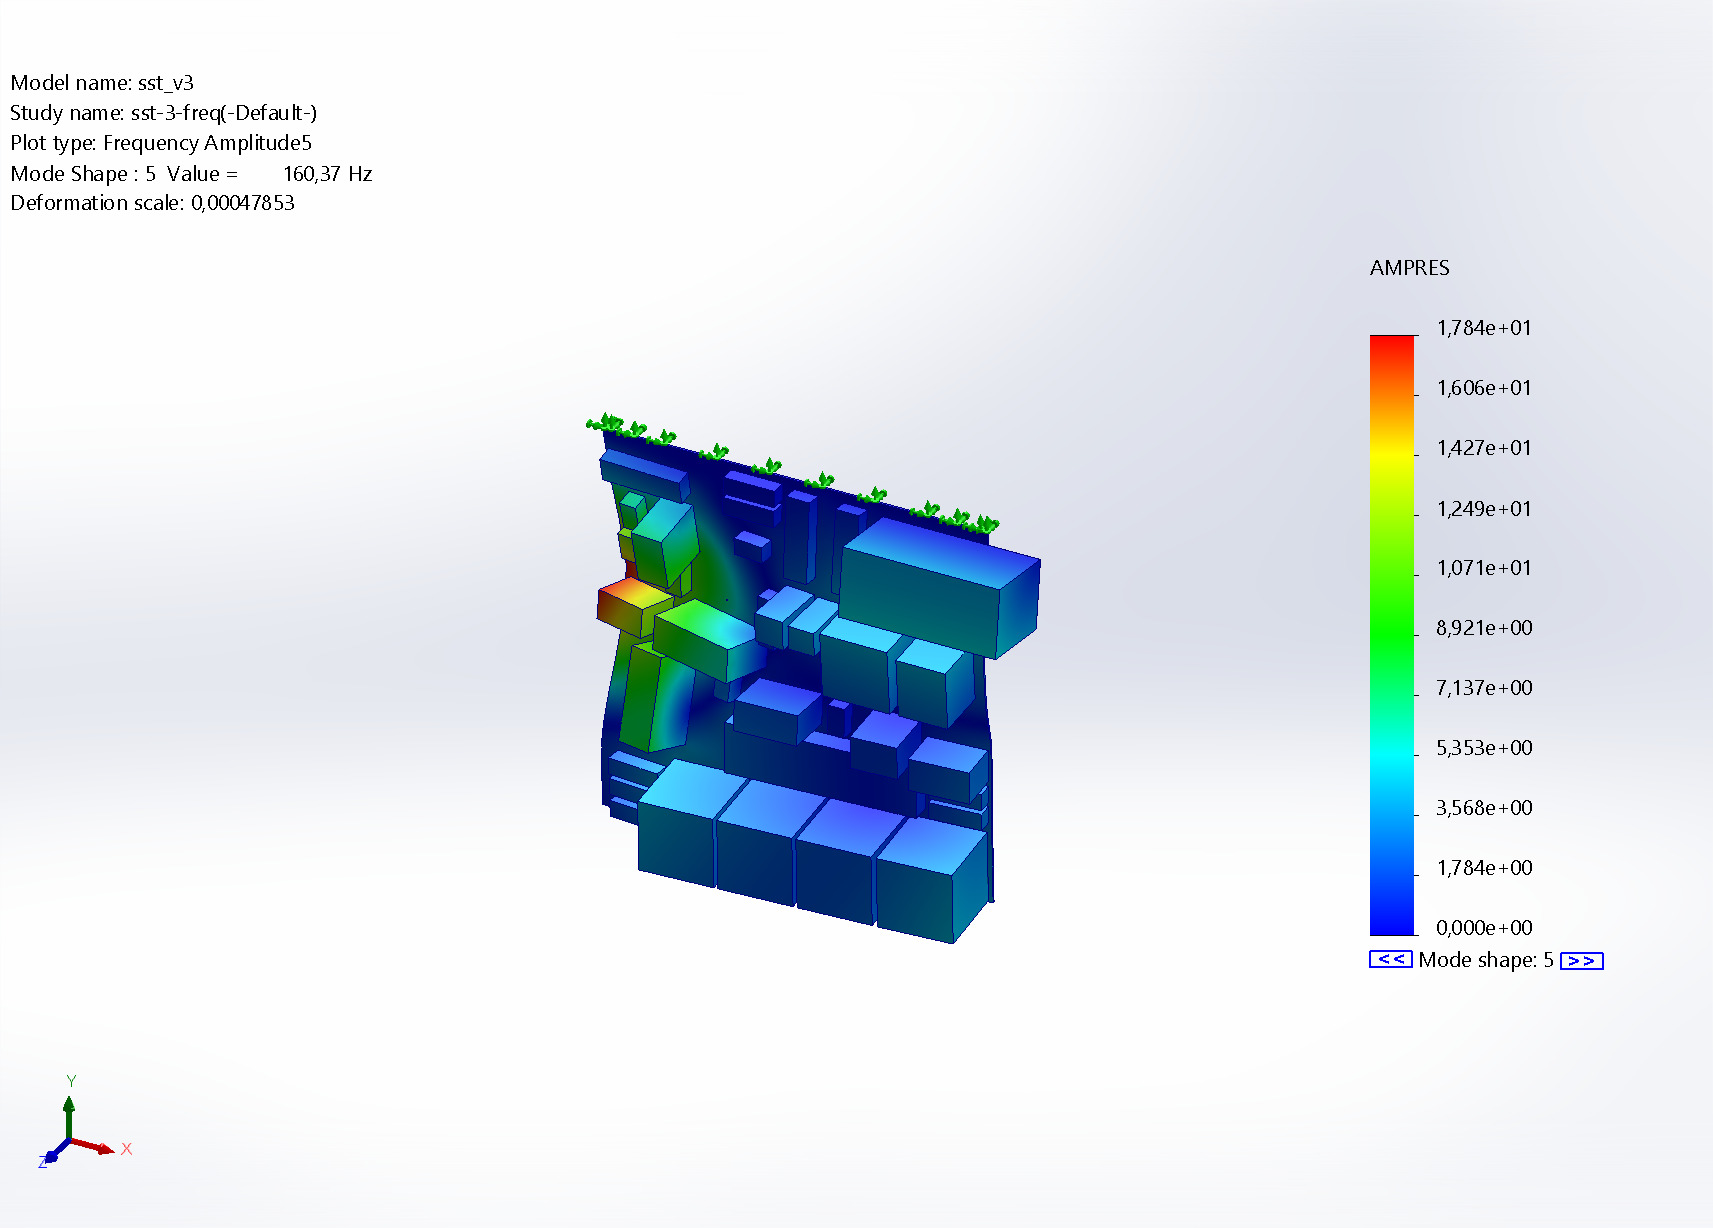 Model name: sst_v3
Study name: sst-3-freq(-Default-)
Plot type: Frequency Amplitude5
Mode Shape : 5 Value = 160,37 Hz
Deformation scale: 0,00047853
AMPRES
1,784e+01
1,606e+01
1,427e+01
1,249e+01
1,071e+01
8,921e+00
7,137e+00
5,353e+00
3,568e+00
1,784e+00
0,000e+00
<< Mode shape: 5 >>
Y
X
Z